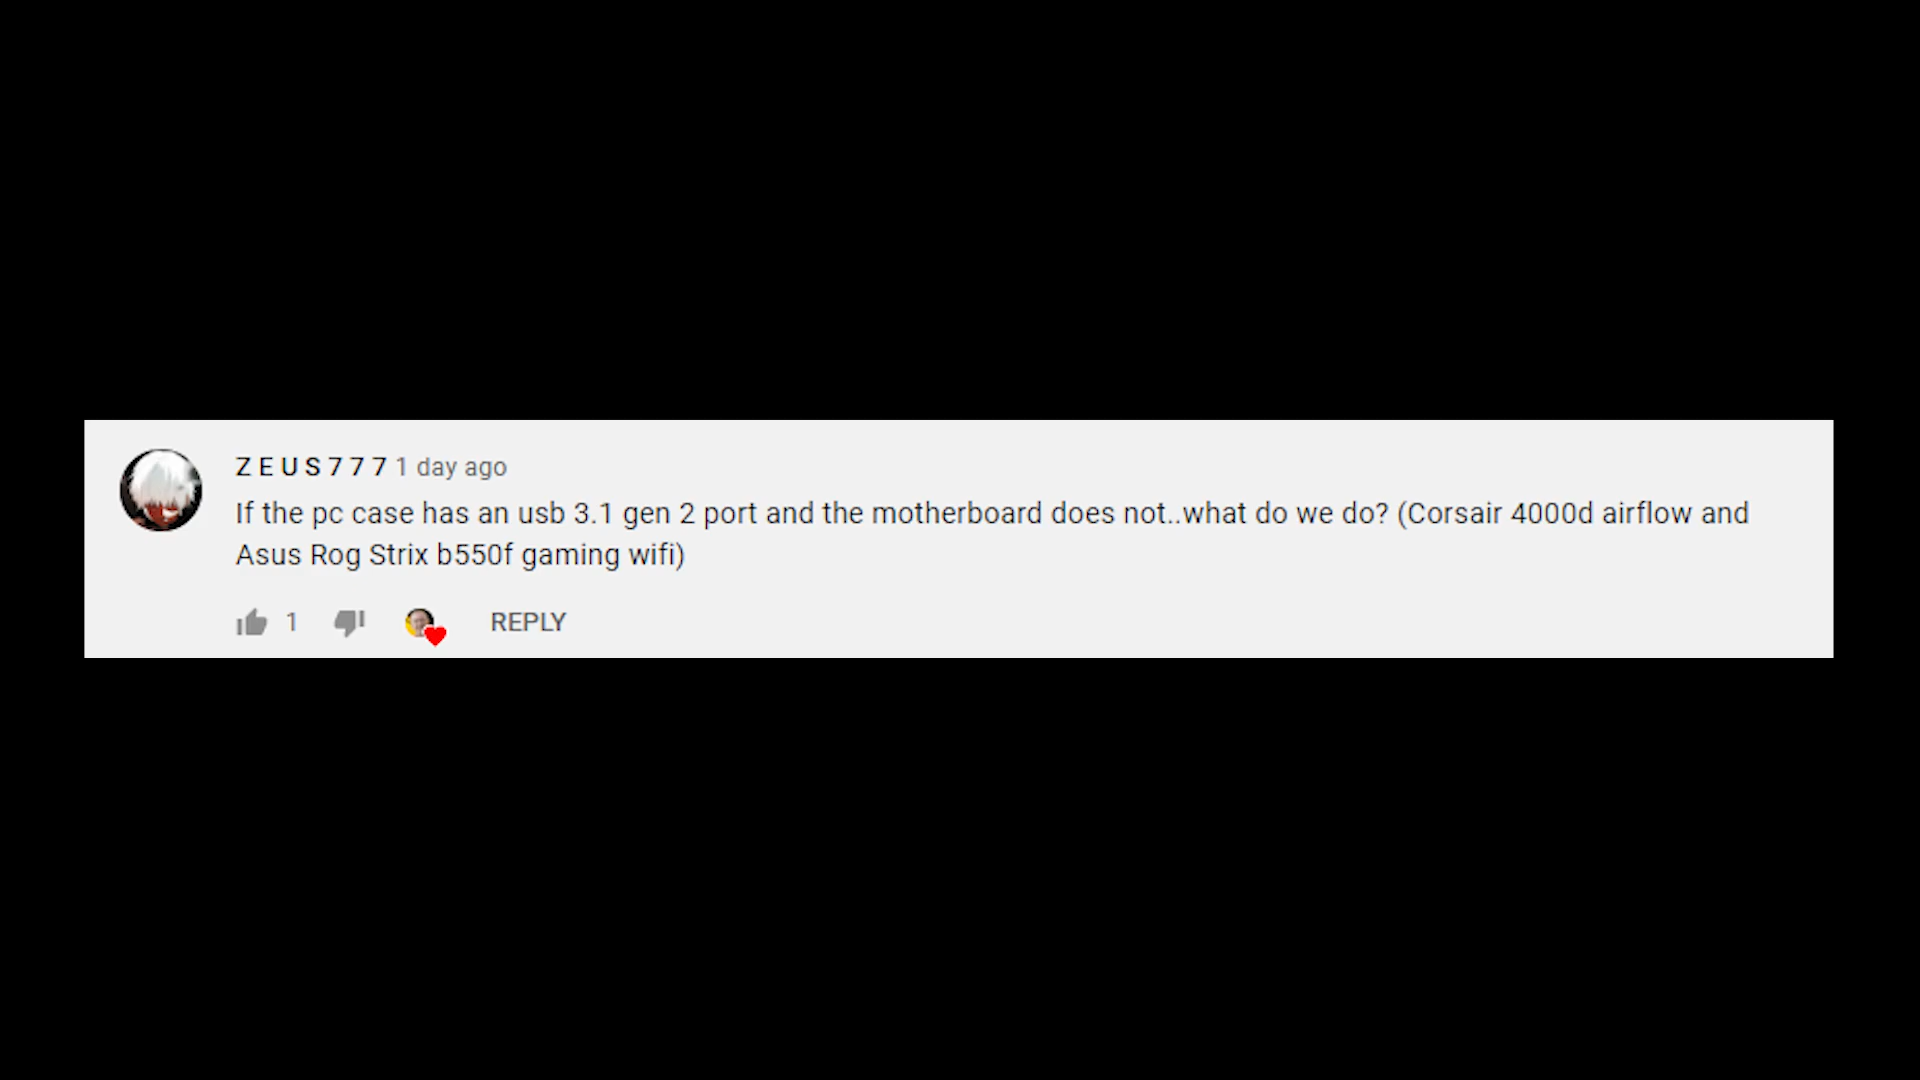 Z E U S 7 7 7 1 day ago
If the pc case has an usb 3.1 gen 2 port and the motherboard does not..what do we do? (Corsair 4000d airflow and
Asus Rog Strix b550f gaming wifi)
1 REPLY